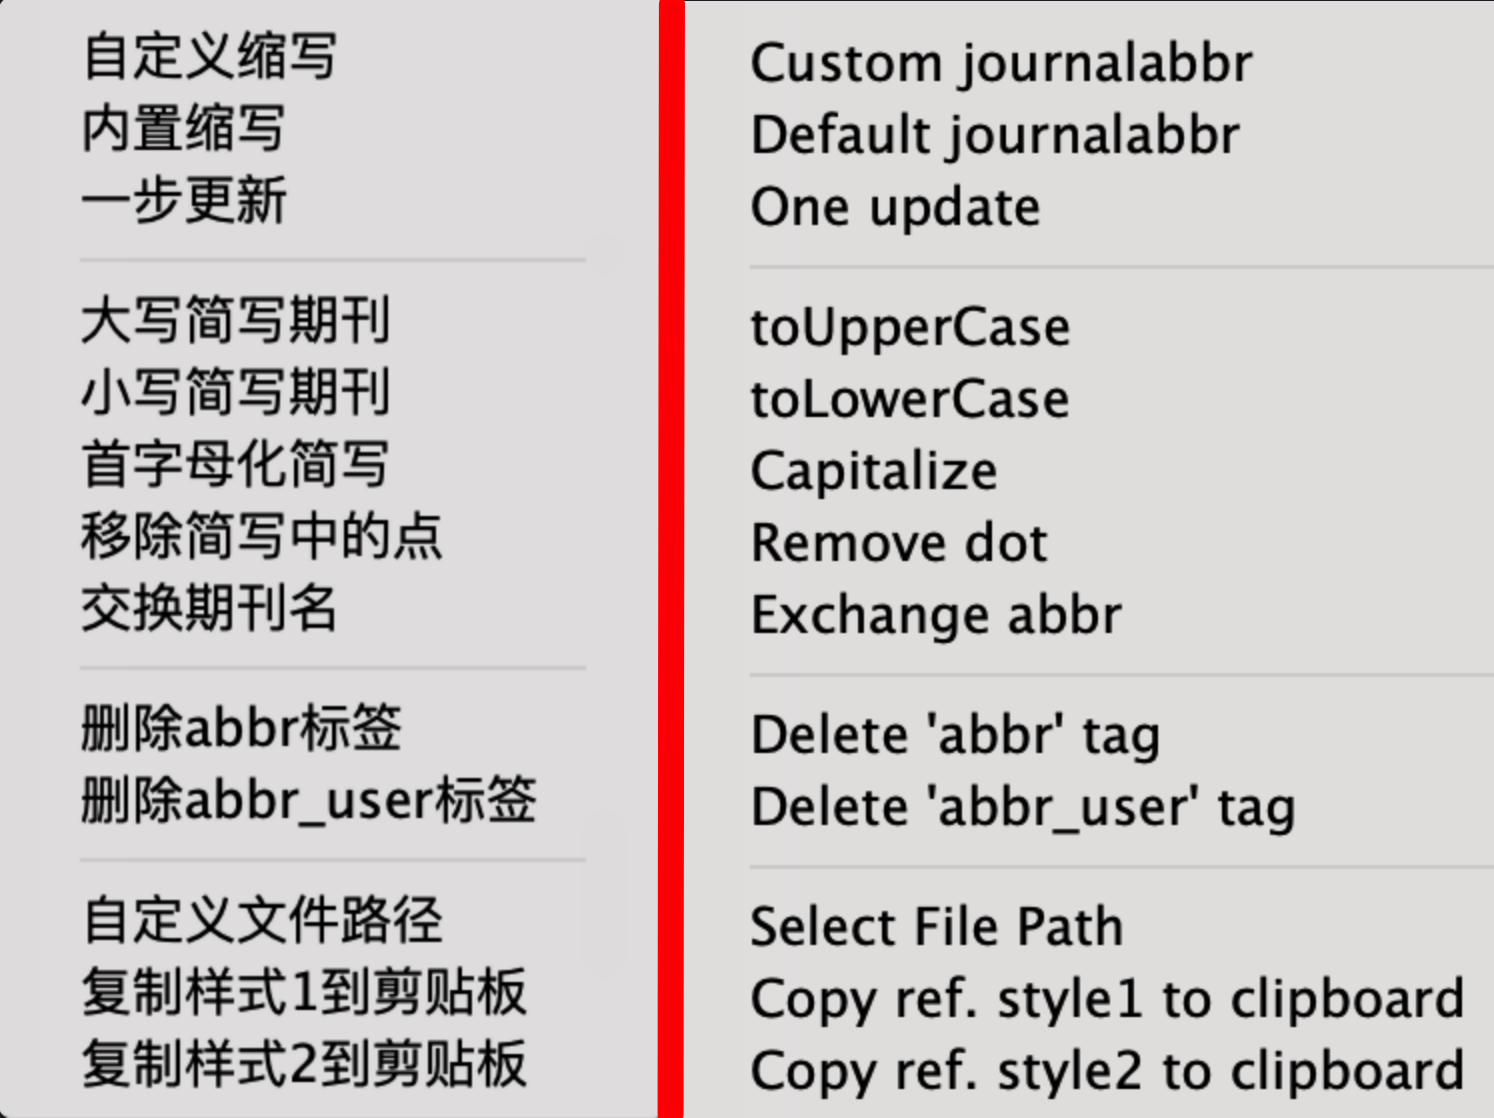 自定义缩写
内置缩写
一步更新
大写简写期刊
小写简写期刊
首字母化简写
移除简写中的点
交换期刊名
删除abbr标签
删除abbr_user标签
自定义文件路径
复制样式1到剪贴板
复制样式2到剪贴板
Custom journalabbr
Default journalabbr
One update
toUpperCase
toLowerCase
Capitalize
Remove dot
Exchange abbr
Delete 'abbr' tag
Delete 'abbr_user' tag
Select File Path
Copy ref. style1 to clipboard
Copy ref. style2 to clipboard